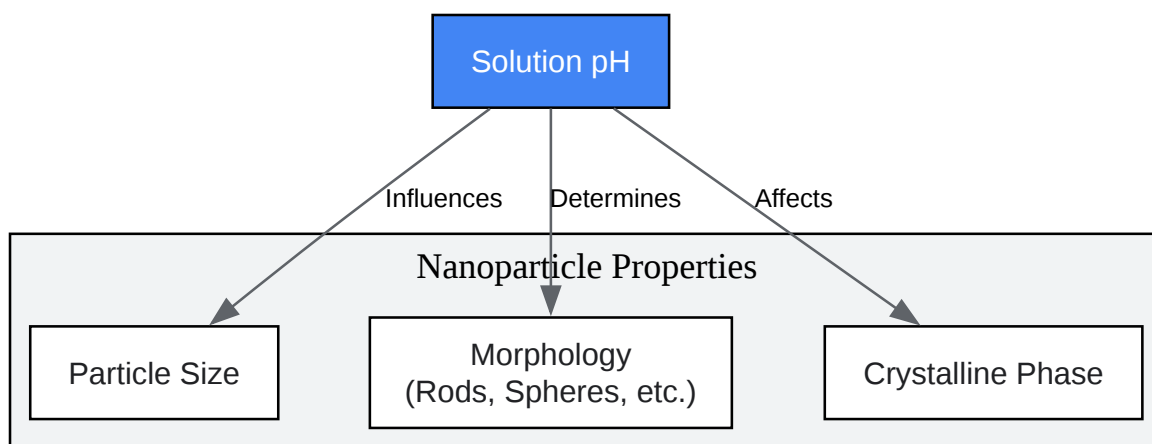 Solution pH
Influences
Determines
Affects
Nanoparticle Properties
Particle Size
Morphology
(Rods, Spheres, etc.)
Crystalline Phase